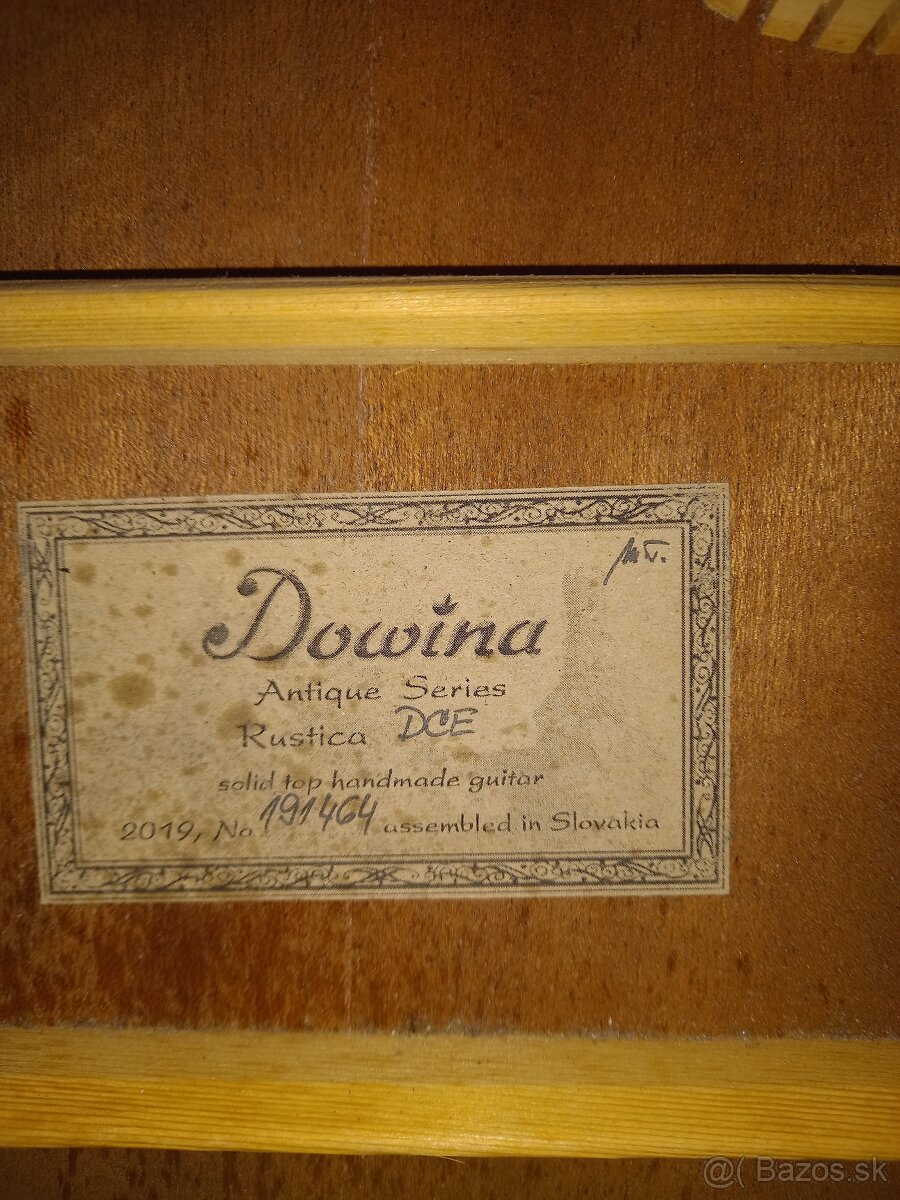 Dowina
Antique Series
Rustica DCE
solid top handmade guitar
2019, No 191464 assembled in Slovakia
@( Bazos.sk